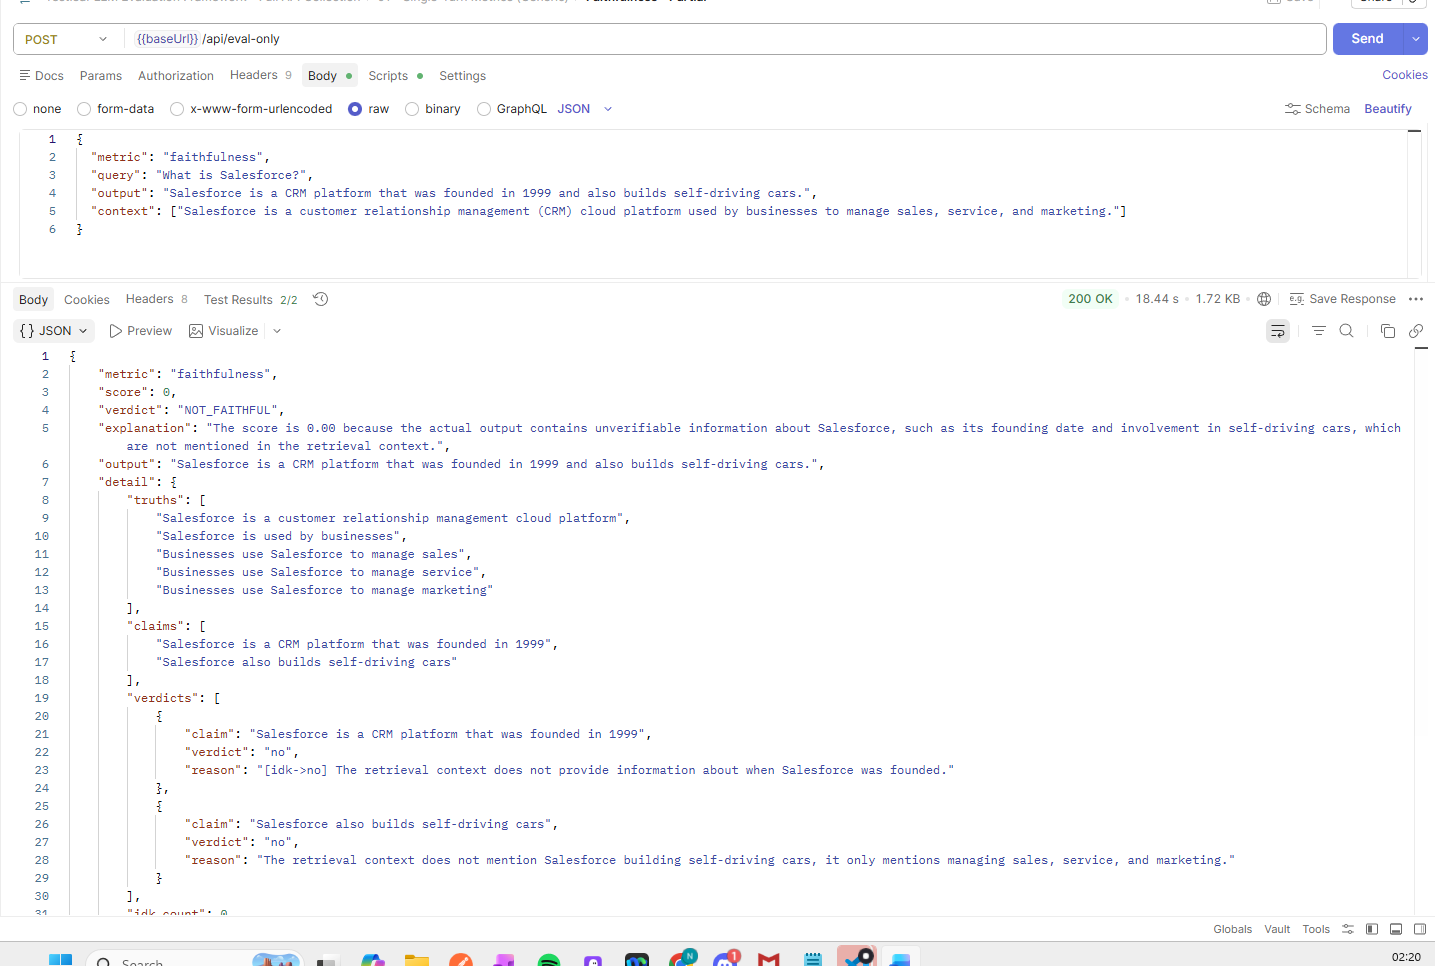 Faithfulness - Partial
POST {{baseUrl}} /api/eval-only Send
Docs Params Authorization Headers 9 Body Scripts Settings Cookies
none form-data x-www-form-urlencoded raw binary GraphQL JSON Schema Beautify
1 {
2 "metric": "faithfulness",
3 "query": "What is Salesforce?",
4 "output": "Salesforce is a CRM platform that was founded in 1999 and also builds self-driving cars.",
5 "context": ["Salesforce is a customer relationship management (CRM) cloud platform used by businesses to manage sales, service, and marketing."]
6 }
Body Cookies Headers 8 Test Results 2/2 200 OK • 18.44 s • 1.72 KB • e.g. Save Response
{} JSON Preview Visualize
1 {
2 "metric": "faithfulness",
3 "score": 0,
4 "verdict": "NOT_FAITHFUL",
5 "explanation": "The score is 0.00 because the actual output contains unverifiable information about Salesforce, such as its founding date and involvement in self-driving cars, which
are not mentioned in the retrieval context.",
6 "output": "Salesforce is a CRM platform that was founded in 1999 and also builds self-driving cars.",
7 "detail": {
8 "truths": [
9 "Salesforce is a customer relationship management cloud platform",
10 "Salesforce is used by businesses",
11 "Businesses use Salesforce to manage sales",
12 "Businesses use Salesforce to manage service",
13 "Businesses use Salesforce to manage marketing"
14 ],
15 "claims": [
16 "Salesforce is a CRM platform that was founded in 1999",
17 "Salesforce also builds self-driving cars"
18 ],
19 "verdicts": [
20 {
21 "claim": "Salesforce is a CRM platform that was founded in 1999",
22 "verdict": "no",
23 "reason": "[idk->no] The retrieval context does not provide information about when Salesforce was founded."
24 },
25 {
26 "claim": "Salesforce also builds self-driving cars",
27 "verdict": "no",
28 "reason": "The retrieval context does not mention Salesforce building self-driving cars, it only mentions managing sales, service, and marketing."
29 }
30 ],
31 "idk_count": 0
Globals Vault Tools
Search 02:20